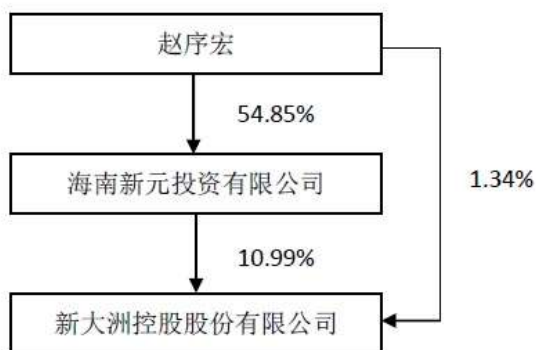 赵序宏
54.85%
海南新元投资有限公司
1.34%
10.99%
新大洲控股股份有限公司